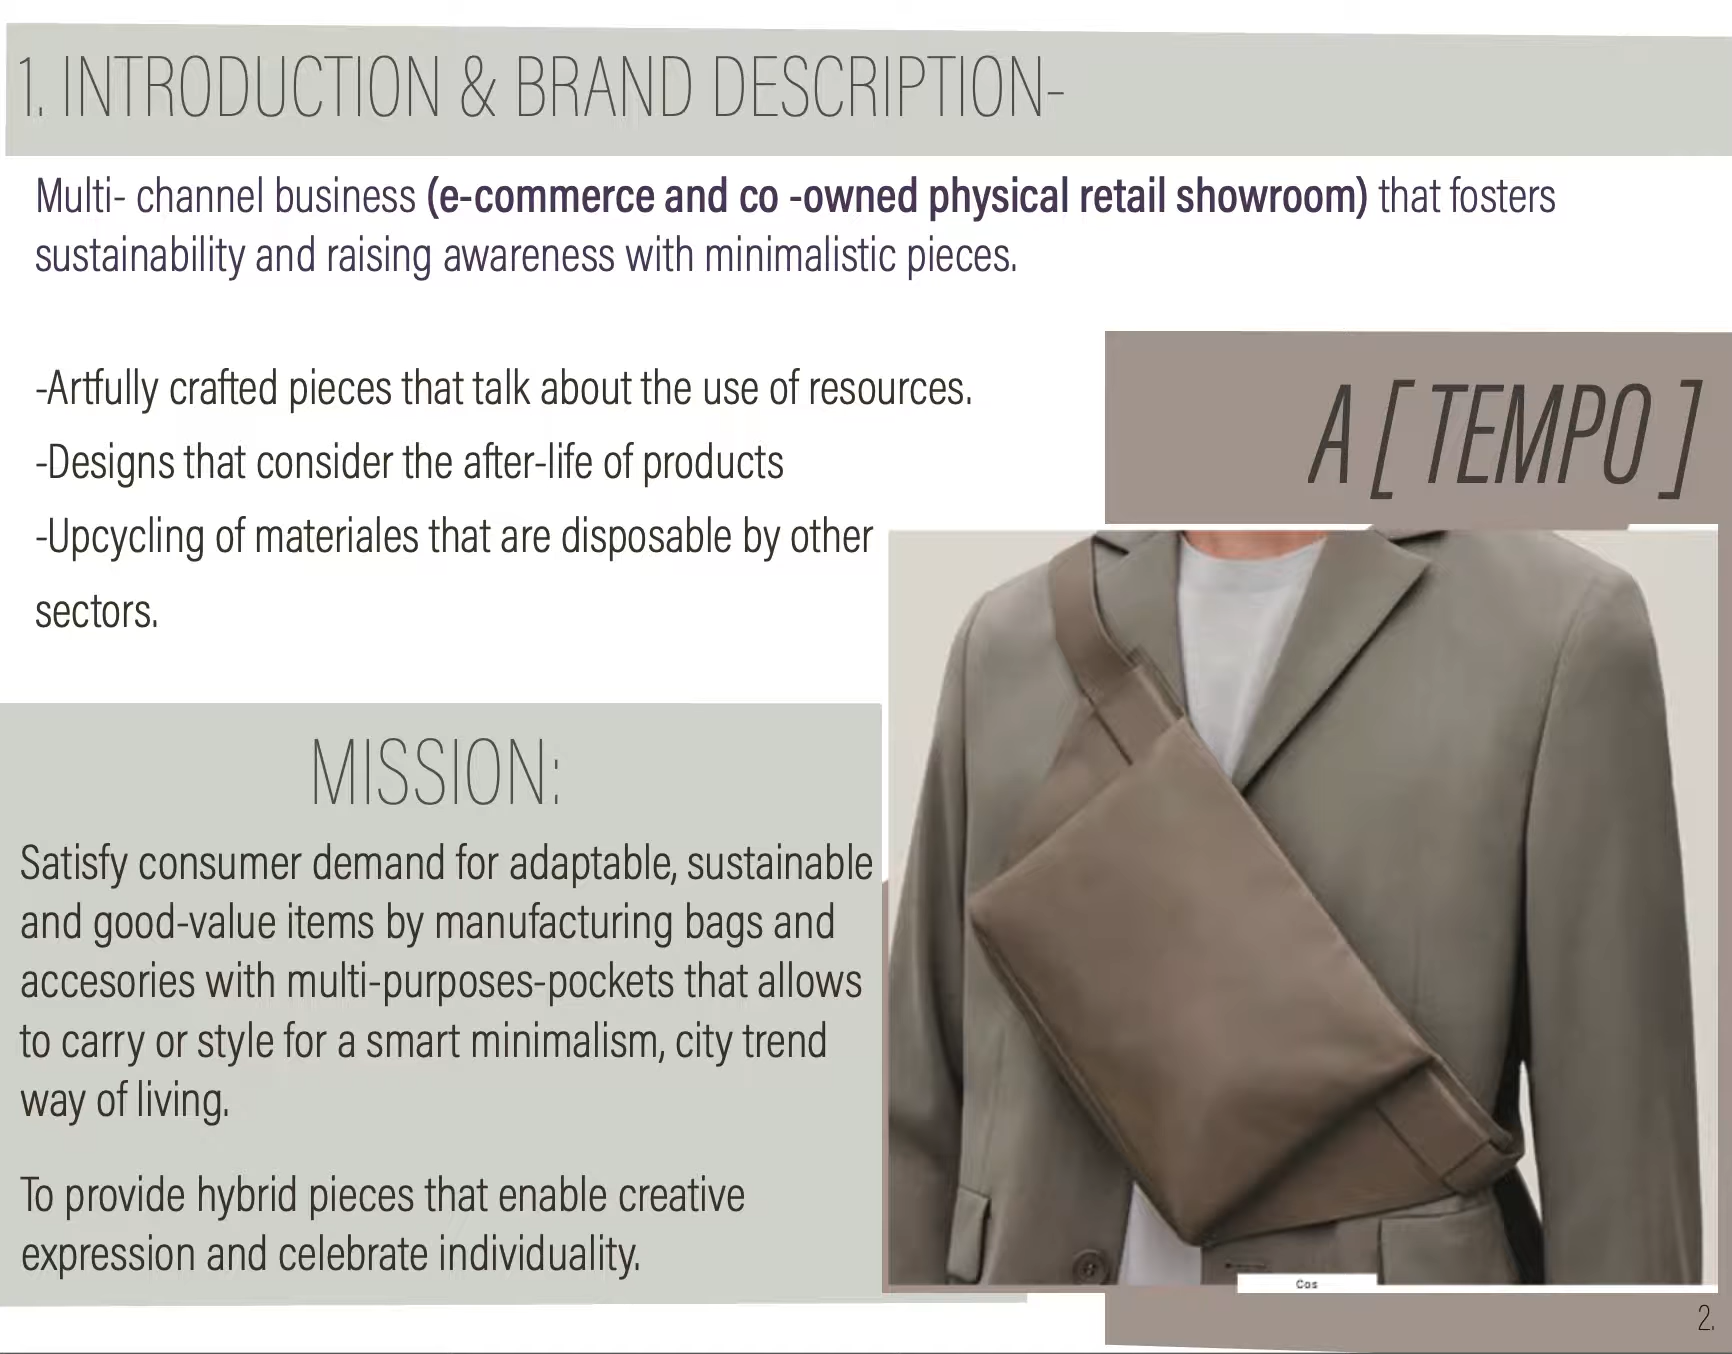 1. INTRODUCTION & BRAND DESCRIPTION-
Multi- channel business (e-commerce and co -owned physical retail showroom) that fosters
sustainability and raising awareness with minimalistic pieces.
-Artfully crafted pieces that talk about the use of resources.
-Designs that consider the after-life of products
-Upcycling of materiales that are disposable by other
sectors.
A [ TEMPO ]
MISSION:
Satisfy consumer demand for adaptable, sustainable
and good-value items by manufacturing bags and
accesories with multi-purposes-pockets that allows
to carry or style for a smart minimalism, city trend
way of living.
To provide hybrid pieces that enable creative
expression and celebrate individuality.
Cos
2.